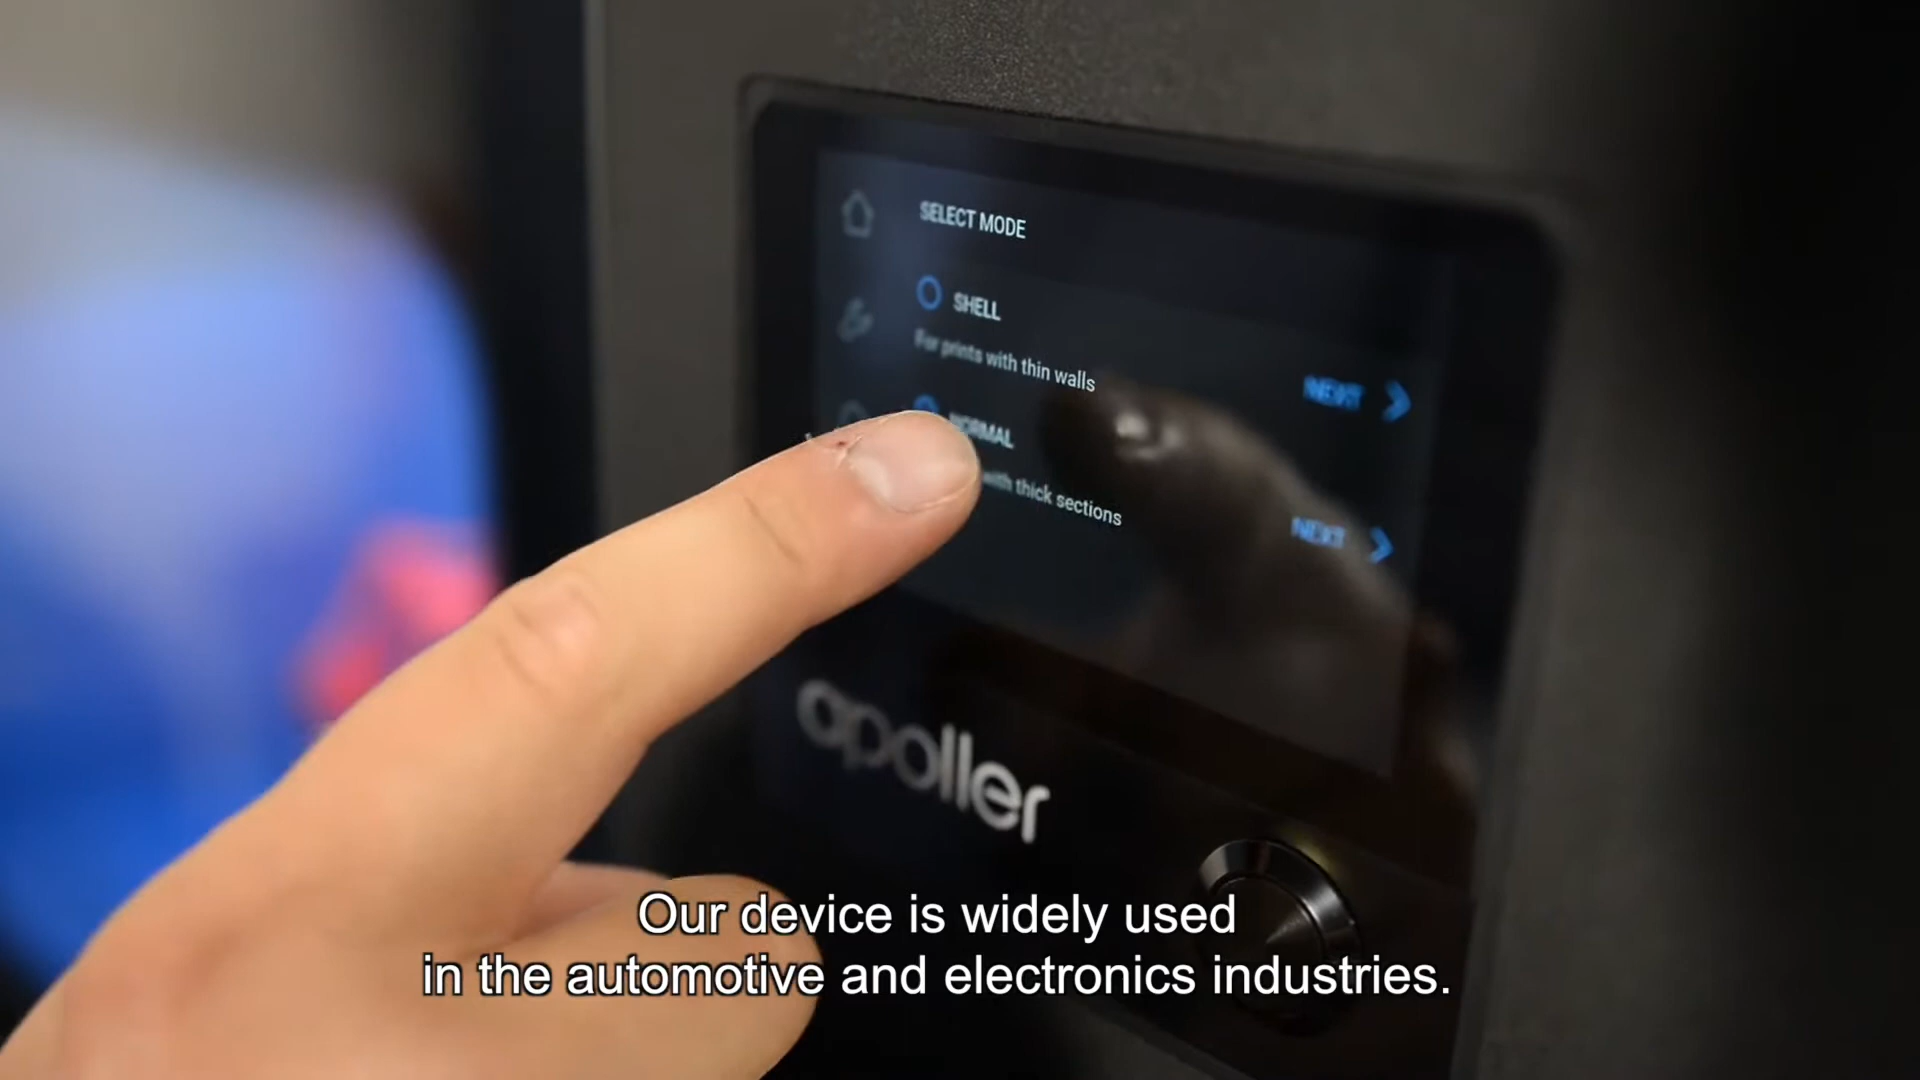 SELECT MODE
SHELL
For prints with thin walls
NEXT
NORMAL
with thick sections
NEXT
apoller
Our device is widely used
in the automotive and electronics industries.